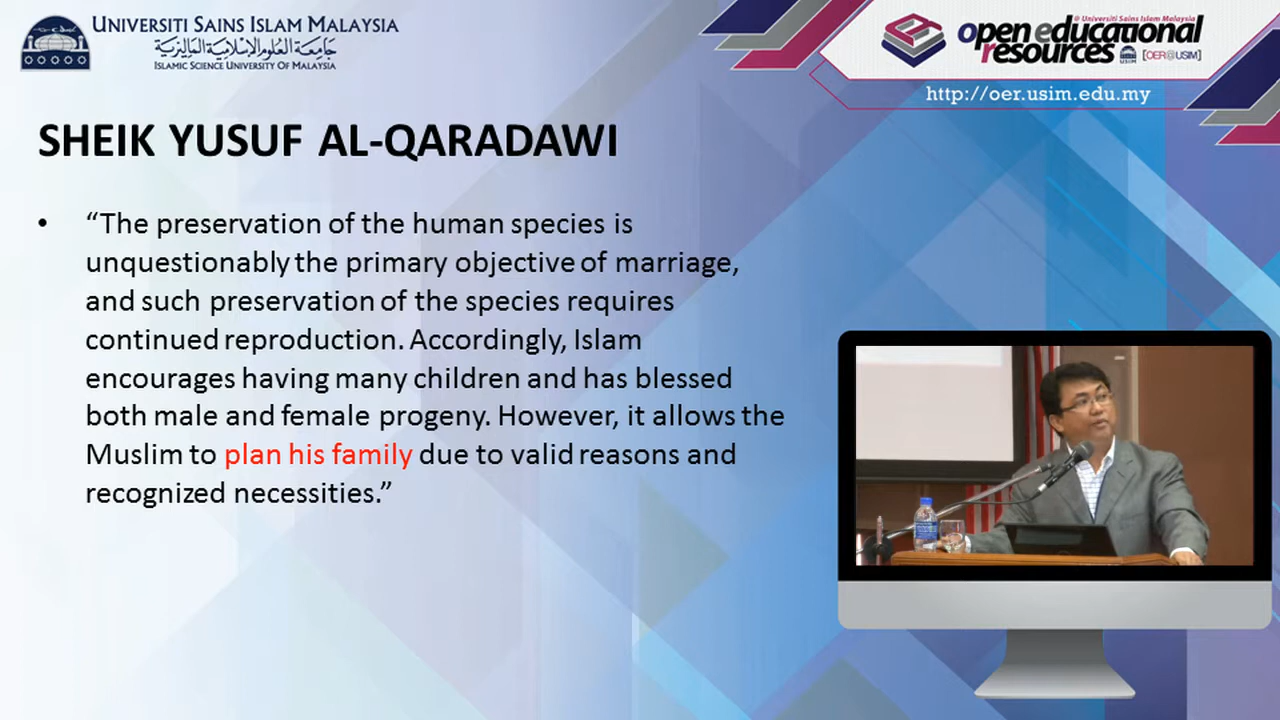 UNIVERSITI SAINS ISLAM MALAYSIA
جامعة العلوم الإسلامية الماليزية
ISLAMIC SCIENCE UNIVERSITY OF MALAYSIA
@ Universiti Sains Islam Malaysia
open educational
resources USIM [OER@USIM]
http://oer.usim.edu.my
SHEIK YUSUF AL-QARADAWI
• “The preservation of the human species is
unquestionably the primary objective of marriage,
and such preservation of the species requires
continued reproduction. Accordingly, Islam
encourages having many children and has blessed
both male and female progeny. However, it allows the
Muslim to plan his family due to valid reasons and
recognized necessities.”